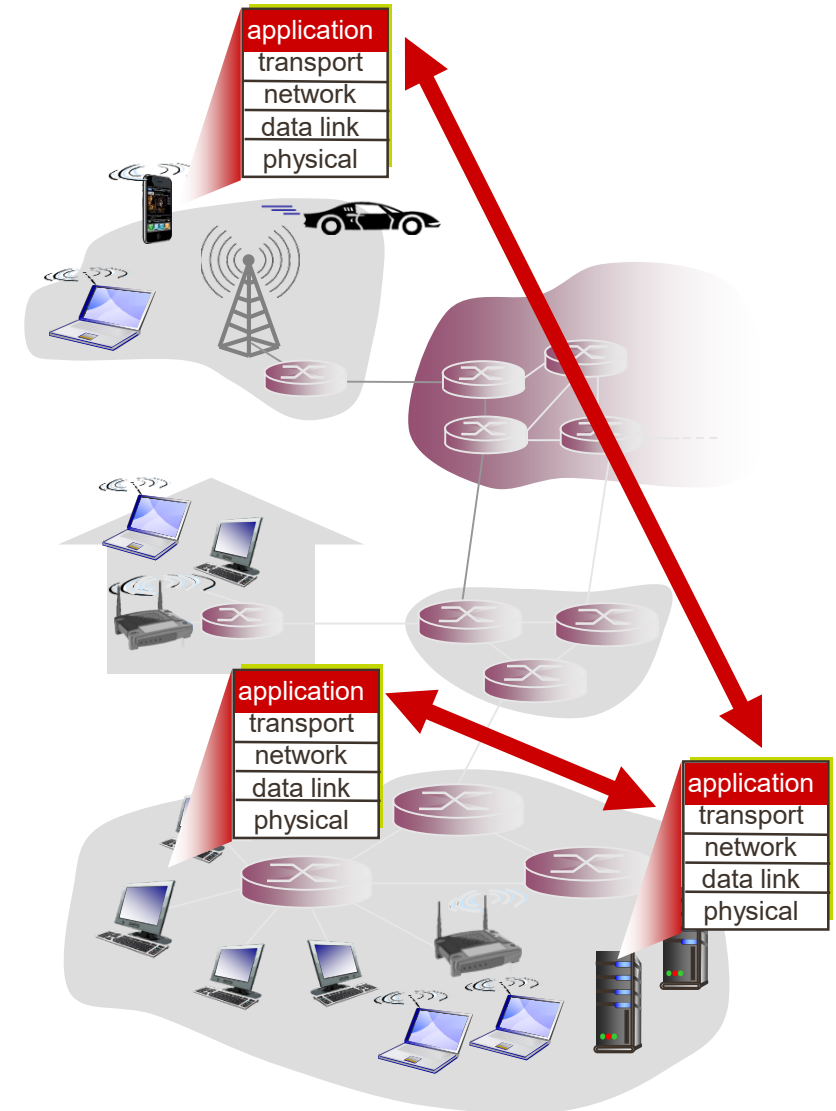 application
transport
network
data link
physical
application
transport
network
data link
physical
application
transport
network
data link
physical